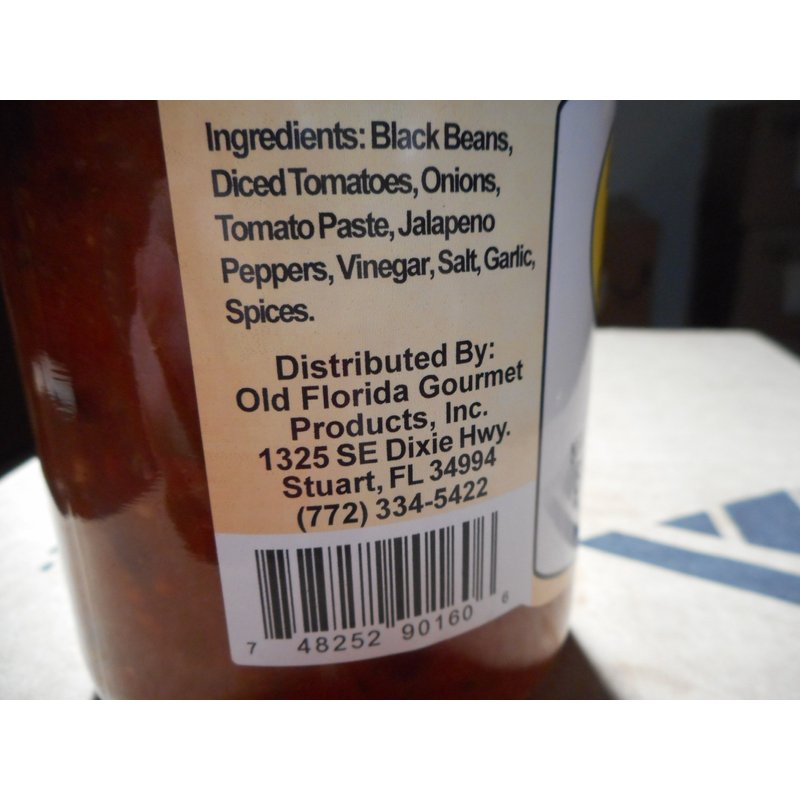 Ingredients: Black Beans,
Diced Tomatoes, Onions,
Tomato Paste, Jalapeno
Peppers, Vinegar, Salt, Garlic,
Spices.
Distributed By:
Old Florida Gourmet
Products, Inc.
1325 SE Dixie Hwy.
Stuart, FL 34994
(772) 334-5422
7 48252 90160 6